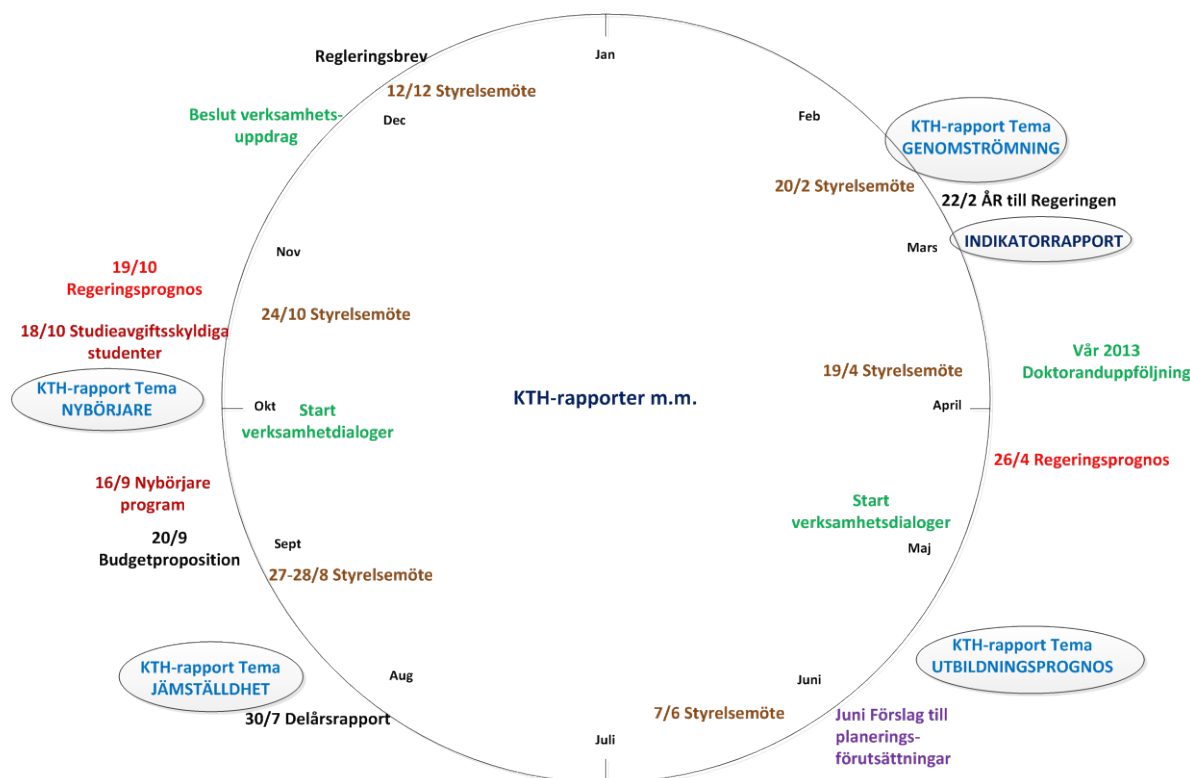 Jan
Regleringsbrev
12/12 Styrelsemöte
Dec
Beslut verksamhets-
uppdrag
Feb
KTH-rapport Tema
GENOMSTRÖMNING
20/2 Styrelsemöte
22/2 ÅR till Regeringen
INDIKATORRAPPORT
Mars
Nov
19/10
Regeringsprognos
24/10 Styrelsemöte
18/10 Studieavgiftsskyldiga
studenter
Vår 2013
Doktoranduppföljning
19/4 Styrelsemöte
KTH-rapport Tema
NYBÖRJARE
Okt
Start
verksamhetdialoger
KTH-rapporter m.m.
April
26/4 Regeringsprognos
16/9 Nybörjare
program
Start
verksamhetsdialoger
20/9
Budgetproposition
Sept
Maj
27-28/8 Styrelsemöte
KTH-rapport Tema
UTBILDNINGSPROGNOS
KTH-rapport Tema
JÄMSTÄLLDHET
Aug
Juni
30/7 Delårsrapport
7/6 Styrelsemöte
Juni Förslag till
planerings-
förutsättningar
Juli